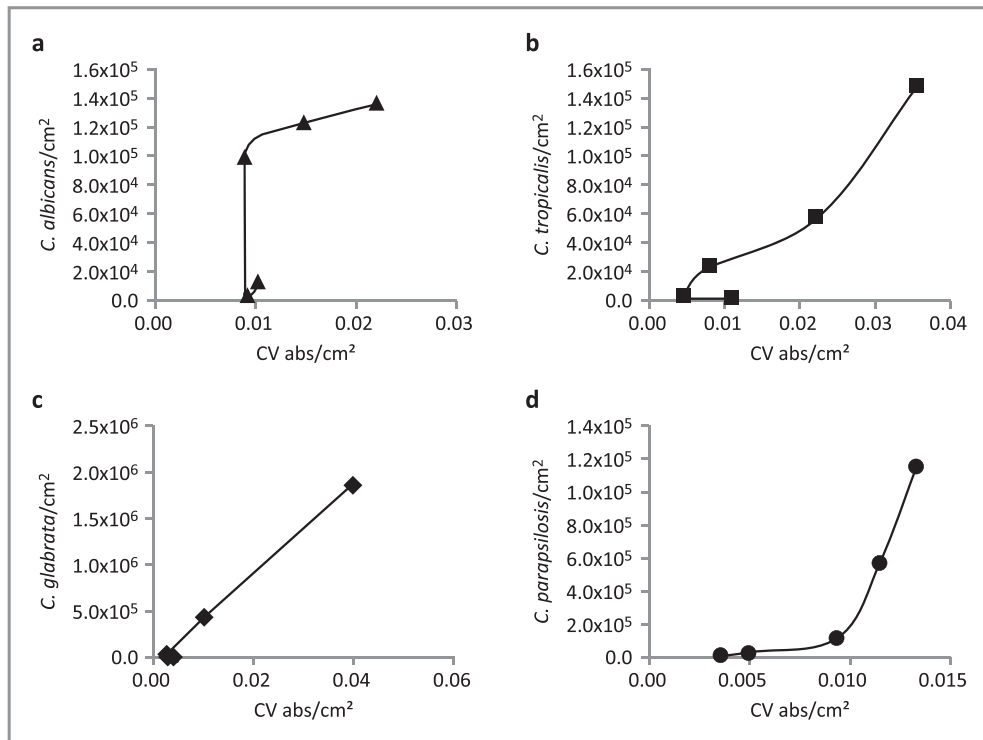 a
C. albicans/cm²
1.6x10⁵
1.4x10⁵
1.2x10⁵
1.0x10⁵
8.0x10⁴
6.0x10⁴
4.0x10⁴
2.0x10⁴
0.0
0.00 0.01 0.02 0.03
CV abs/cm²
b
C. tropicalis/cm²
1.6x10⁵
1.4x10⁵
1.2x10⁵
1.0x10⁵
8.0x10⁴
6.0x10⁴
4.0x10⁴
2.0x10⁴
0.0
0.00 0.01 0.02 0.03 0.04
CV abs/cm²
c
C. glabrata/cm²
2.5x10⁶
2.0x10⁶
1.5x10⁶
1.0x10⁶
5.0x10⁵
0.0
0.00 0.02 0.04 0.06
CV abs/cm²
d
C. parapsilosis/cm²
1.4x10⁵
1.2x10⁵
1.0x10⁵
8.0x10⁵
6.0x10⁵
4.0x10⁵
2.0x10⁵
0.0
0.00 0.005 0.010 0.015
CV abs/cm²